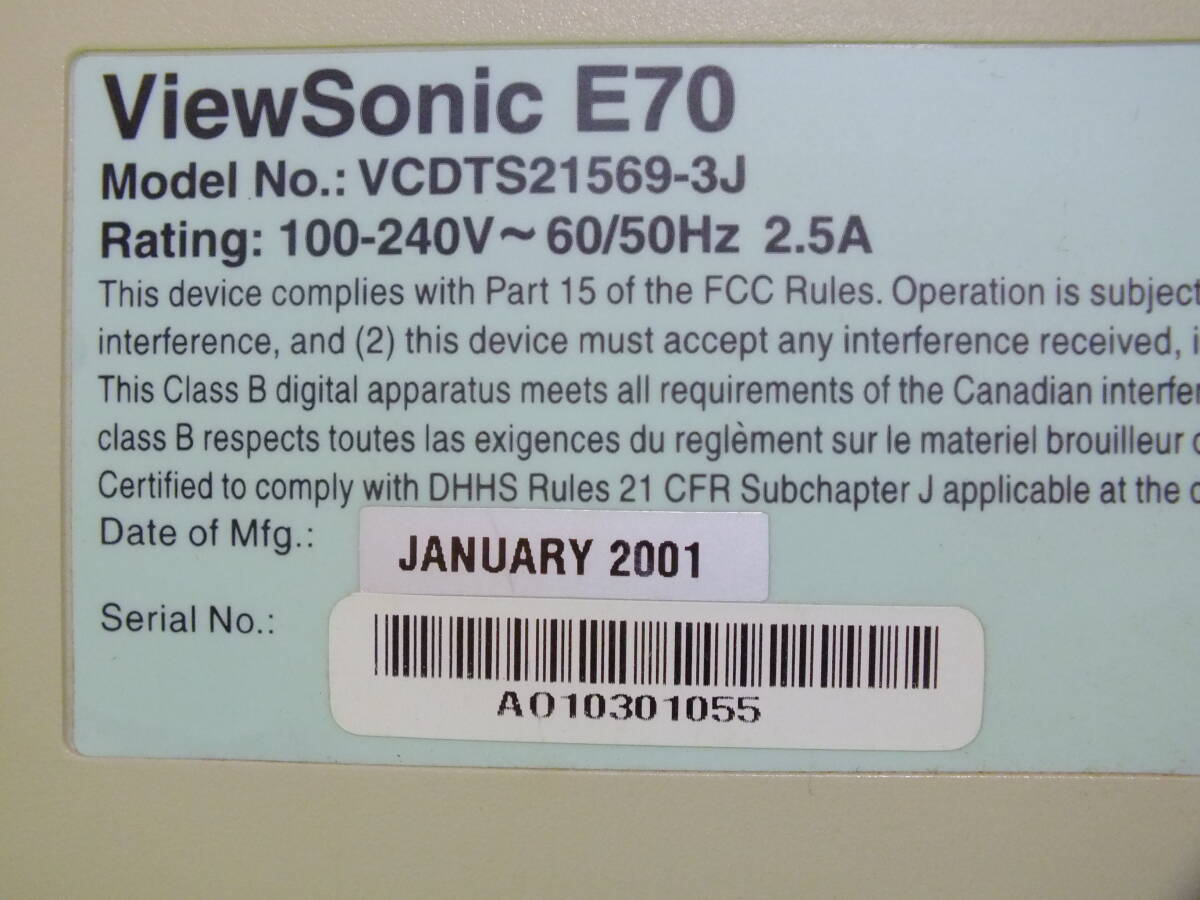 ViewSonic E70
Model No.: VCDTS21569-3J
Rating: 100-240V~ 60/50Hz 2.5A
This device complies with Part 15 of the FCC Rules. Operation is subject
interference, and (2) this device must accept any interference received,
This Class B digital apparatus meets all requirements of the Canadian
class B respects toutes las exigences du reglèment sur le materiel brouilleur
Certified to comply with DHHS Rules 21 CFR Subchapter J applicable at the
Date of Mfg.: JANUARY 2001
Serial No.:
A010301055